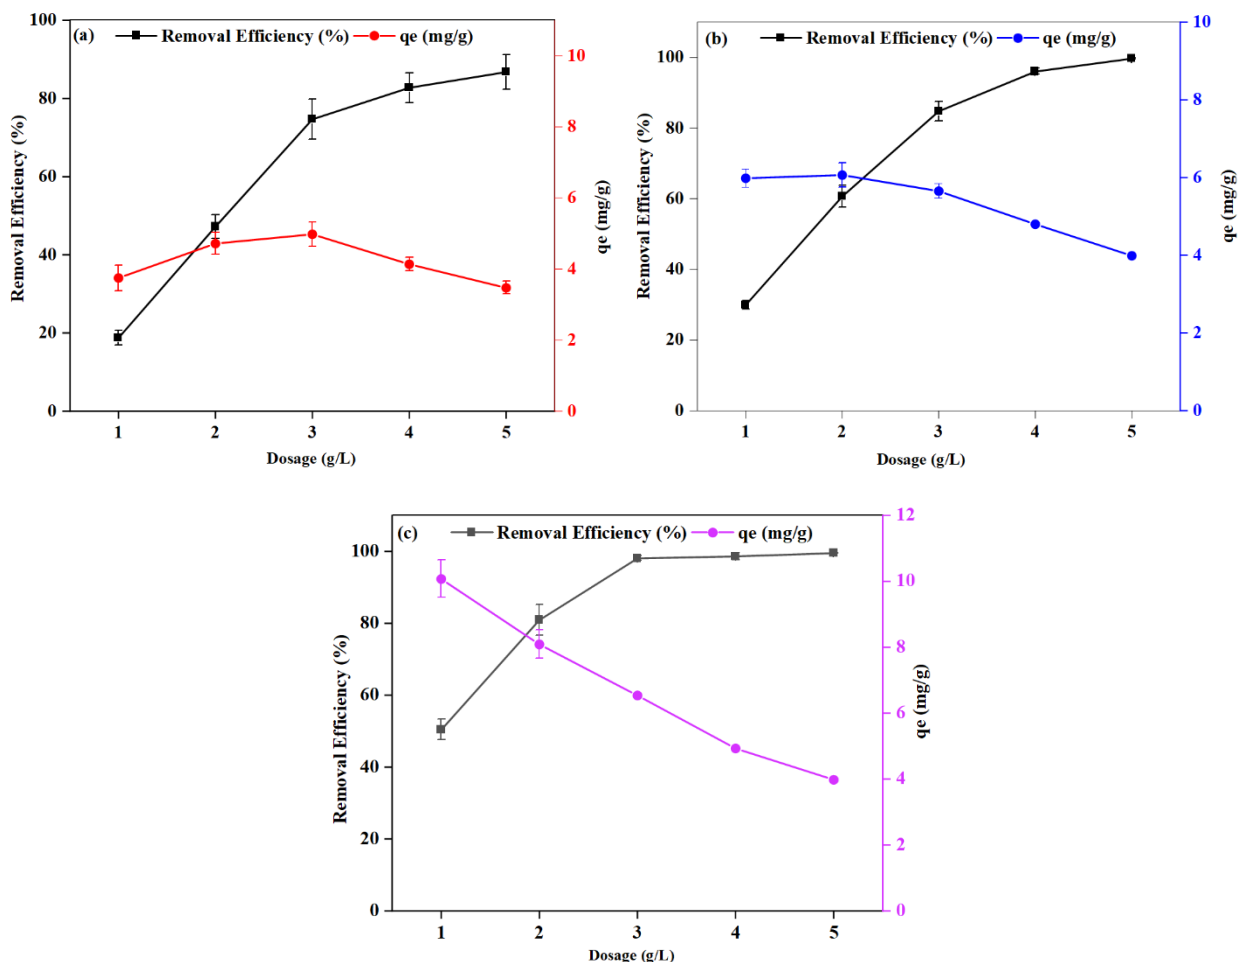 (a) Removal Efficiency (%) qe (mg/g)
100
80
60
40
20
0
Removal Efficiency (%)
10
8
6
4
2
0
qe (mg/g)
1 2 3 4 5
Dosage (g/L)
(b) Removal Efficiency (%) qe (mg/g)
100
80
60
40
20
0
Removal Efficiency (%)
10
8
6
4
2
0
qe (mg/g)
1 2 3 4 5
Dosage (g/L)
(c) Removal Efficiency (%) qe (mg/g)
100
80
60
40
20
0
Removal Efficiency (%)
12
10
8
6
4
2
0
qe (mg/g)
1 2 3 4 5
Dosage (g/L)